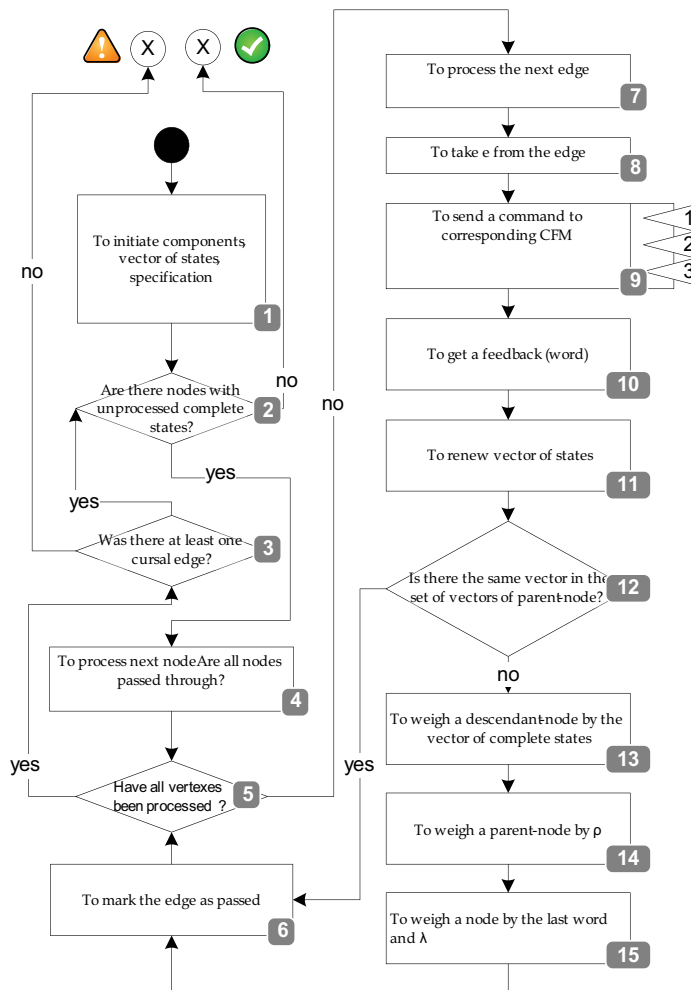 X
X
To initiate components,
vector of states,
specification
1
no
Are there nodes with
unprocessed complete
states?
2
no
yes
yes
Was there at least one
cursal edge?
3
To process next nodeAre all nodes
passed through?
4
yes
Have all vertexes
been processed ?
5
no
To mark the edge as passed
6
To process the next edge
7
To take e from the edge
8
To send a command to
corresponding CFM
9
1
2
3
To get a feedback (word)
10
To renew vector of states
11
Is there the same vector in the
set of vectors of parent-node?
12
no
yes
To weigh a descendant-node by the
vector of complete states
13
To weigh a parent-node by ρ
14
To weigh a node by the last word
and λ
15